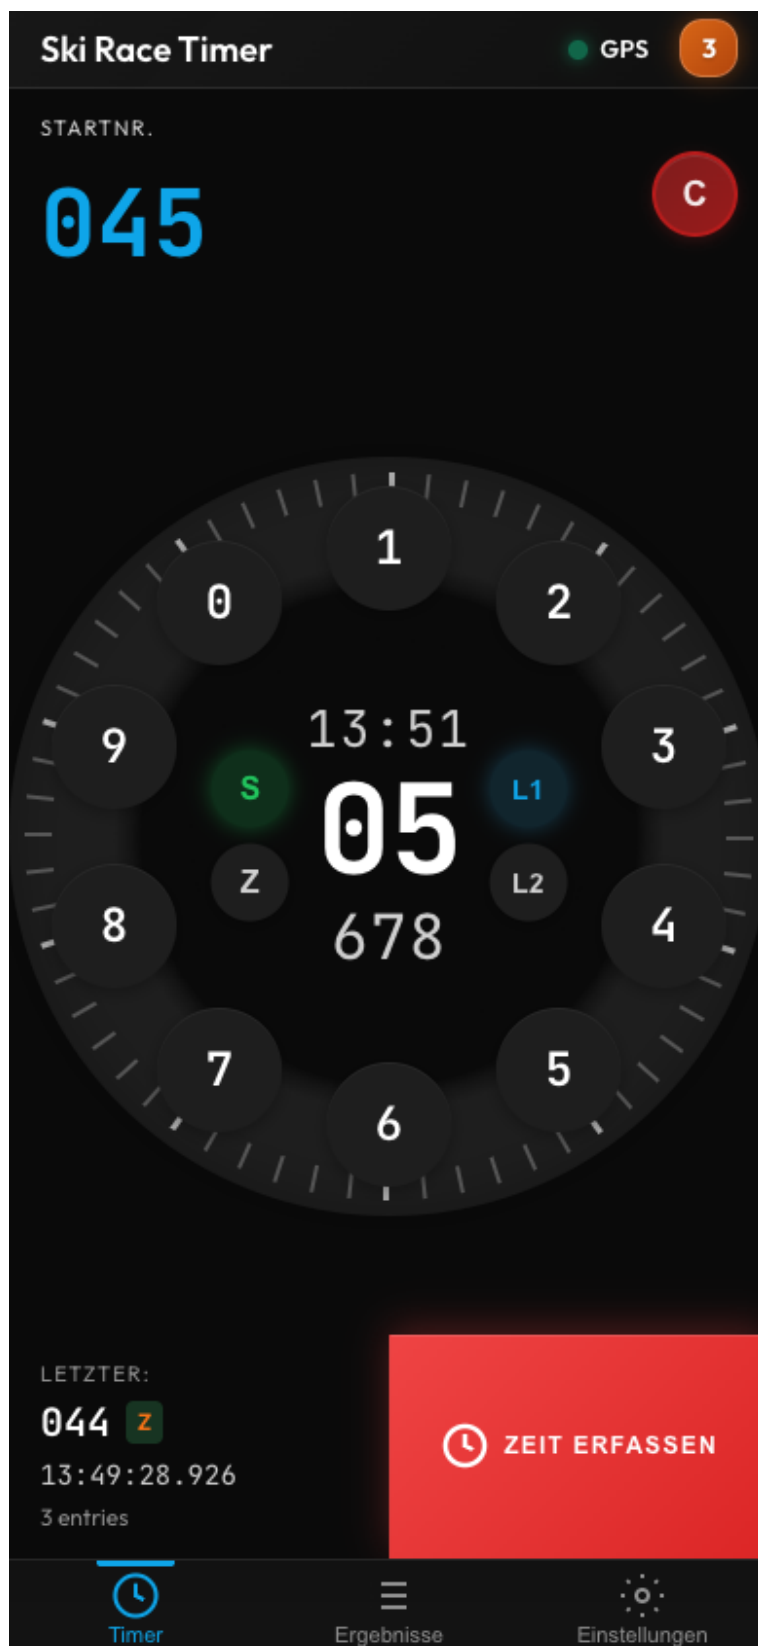 Ski Race Timer GPS 3
STARTNR.
045 C
1
0 2
9 3
13:51
S 05 L1
Z L2
678
8 4
7 5
6
LETZTER:
044 Z
13:49:28.926
3 entries
ZEIT ERFASSEN
Timer Ergebnisse Einstellungen